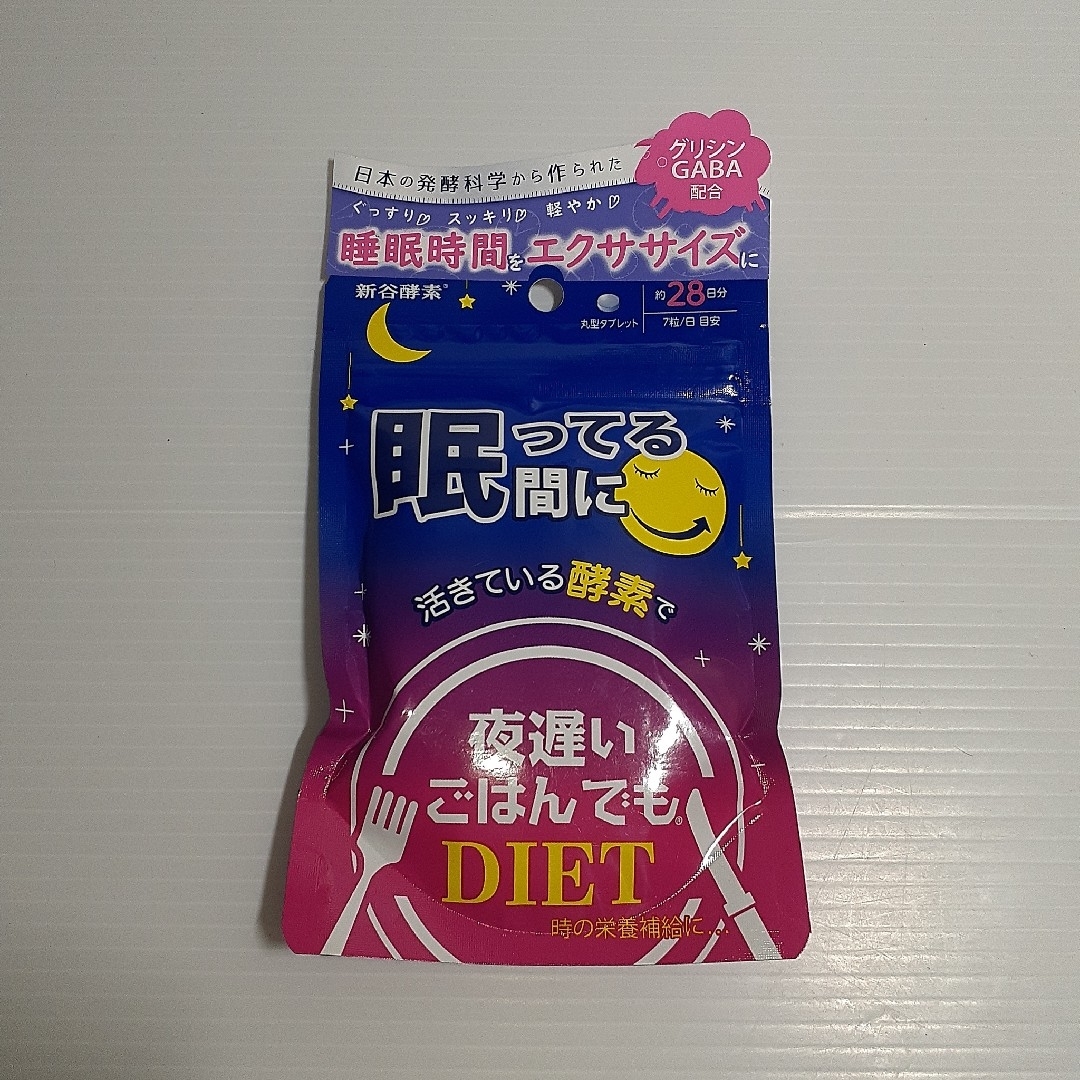 日本の発酵科学から作られた
グリシン
GABA
配合
ぐっすり♡ スッキリ♡ 軽やか♡
睡眠時間をエクササイズに
新谷酵素®
丸型タブレット
約28日分
7粒/日 目安
眠ってる
間に
活きている酵素で
夜遅い
ごはんでも®
DIET
時の栄養補給に...